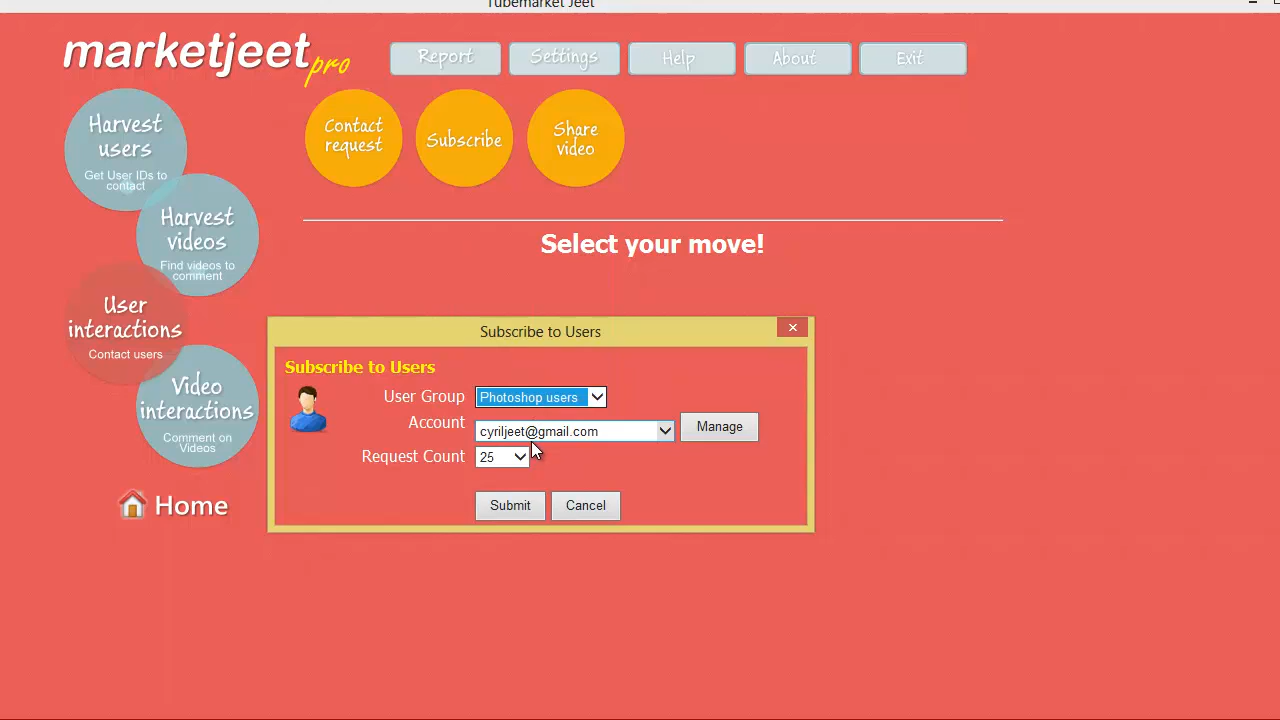 Tubemarket Jeet
marketjeet pro
Report
Settings
Help
About
Exit
Harvest
users
Get User IDs to
contact
Contact
request
Subscribe
Share
video
Harvest
videos
Find videos to
comment
Select your move!
User
interactions
Contact users
Video
interactions
Comment on
Videos
Home
Subscribe to Users
Subscribe to Users
User Group
Photoshop users
Account
cyriljeet@gmail.com
Manage
Request Count
25
Submit
Cancel